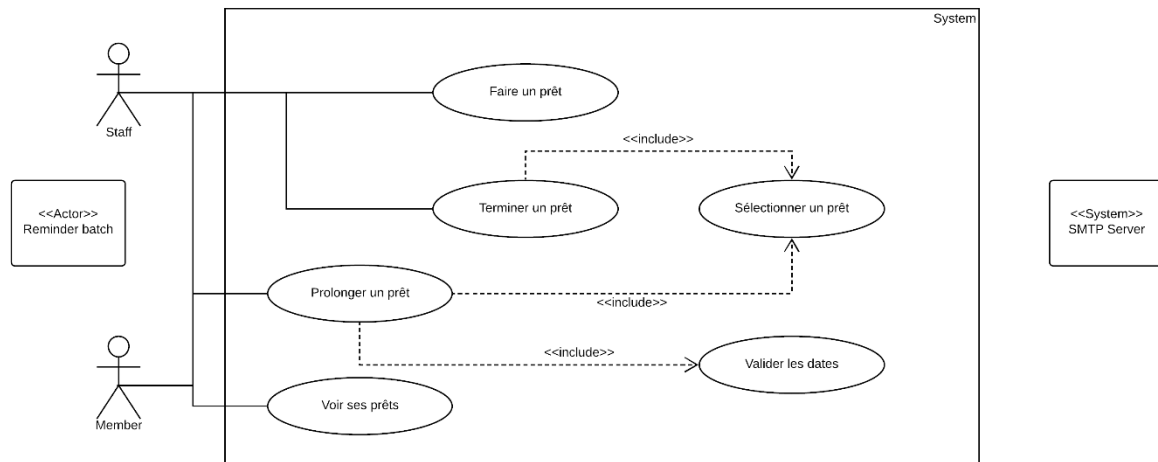 System
Faire un prêt
Staff
<<include>>
<<Actor>>
Reminder batch
Terminer un prêt
Sélectionner un prêt
<<System>>
SMTP Server
Prolonger un prêt
<<include>>
<<include>>
Valider les dates
Voir ses prêts
Member